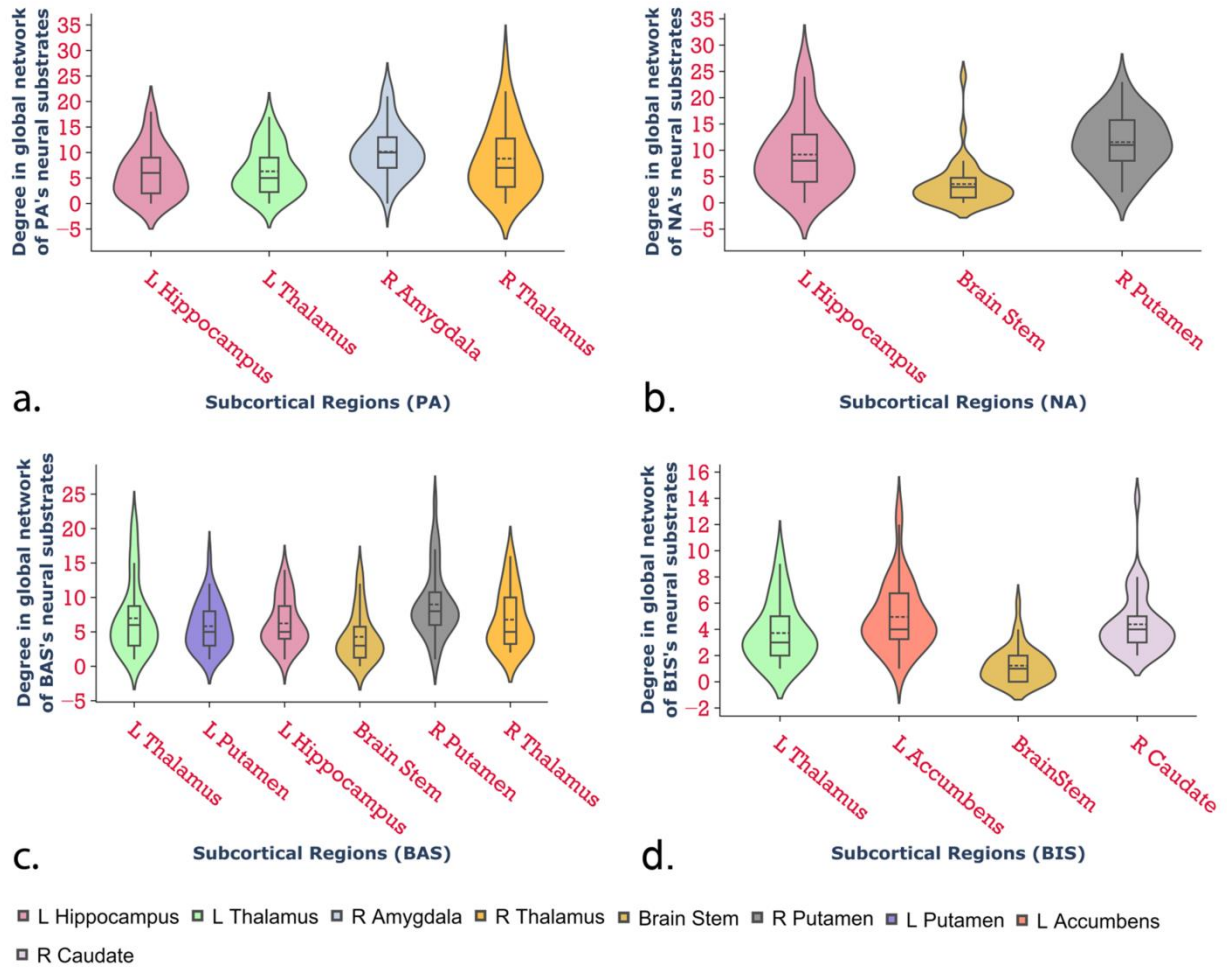 Degree in global network
of PA's neural substrates
35
30
25
20
15
10
5
0
−5
L Hippocampus
L Thalamus
R Amygdala
R Thalamus
a.
Subcortical Regions (PA)
Degree in global network
of NA's neural substrates
35
30
25
20
15
10
5
0
−5
L Hippocampus
Brain Stem
R Putamen
b.
Subcortical Regions (NA)
Degree in global network
of BAS's neural substrates
25
20
15
10
5
0
−5
L Thalamus
L Putamen
L Hippocampus
Brain Stem
R Putamen
R Thalamus
c.
Subcortical Regions (BAS)
Degree in global network
of BIS's neural substrates
16
14
12
10
8
6
4
2
0
−2
L Thalamus
L Accumbens
BrainStem
R Caudate
d.
Subcortical Regions (BIS)
L Hippocampus L Thalamus R Amygdala R Thalamus Brain Stem R Putamen L Putamen L Accumbens
R Caudate